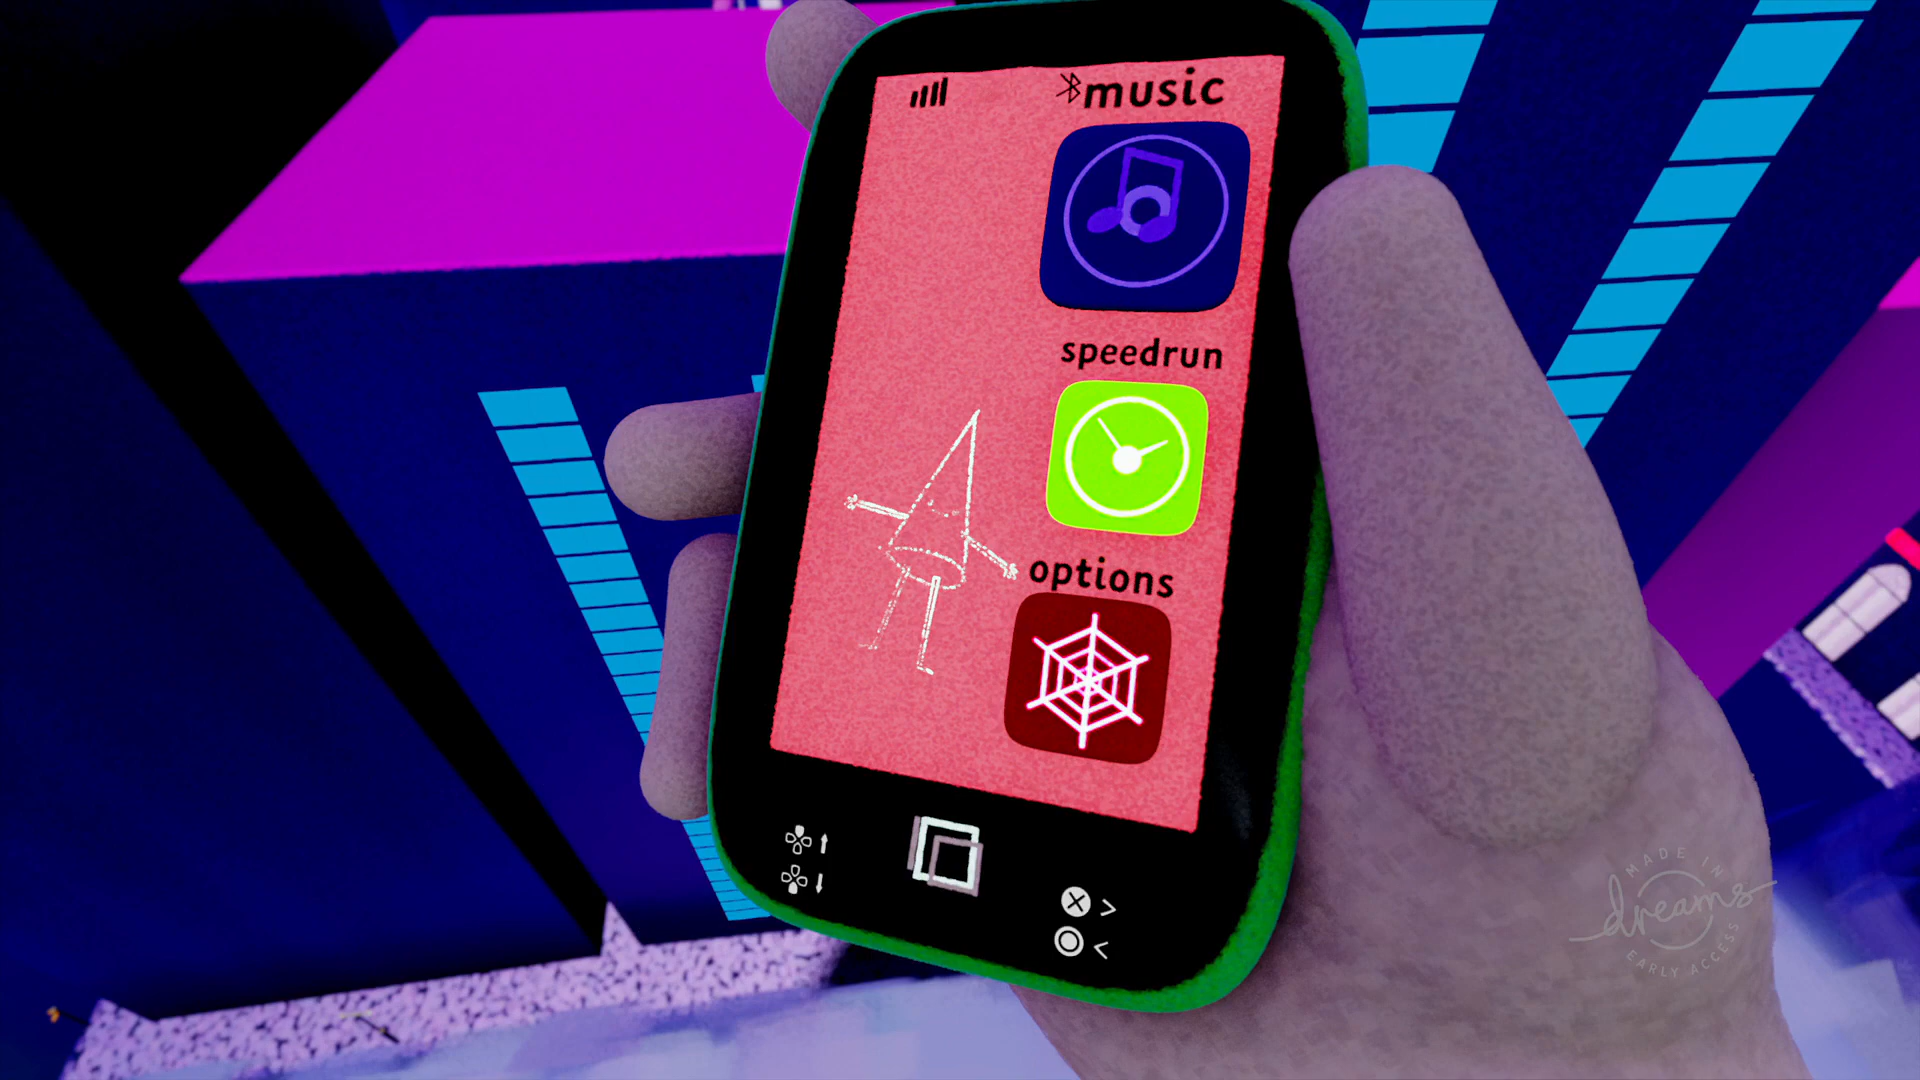 music
speedrun
options
MADE IN
dreams
EARLY ACCESS